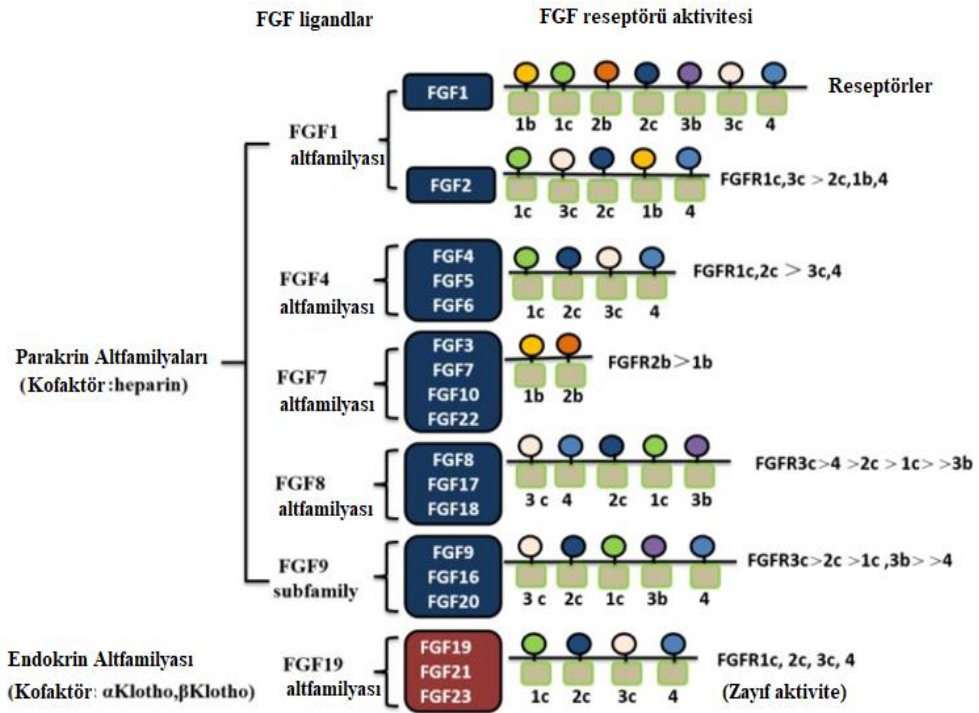 FGF ligandlar
FGF reseptörü aktivitesi
FGF1
1b 1c 2b 2c 3b 3c 4
Reseptörler
FGF1
altfamilyası
FGF2
1c 3c 2c 1b 4
FGFR1c,3c > 2c,1b,4
FGF4
altfamilyası
FGF4
FGF5
FGF6
1c 2c 3c 4
FGFR1c,2c > 3c,4
Parakrin Altfamilyaları
(Kofaktör:heparin)
FGF7
altfamilyası
FGF3
FGF7
FGF10
FGF22
1b 2b
FGFR2b>1b
FGF8
altfamilyası
FGF8
FGF17
FGF18
3 c 4 2c 1c 3b
FGFR3c>4 >2c > 1c> >3b
FGF9
subfamily
FGF9
FGF16
FGF20
3 c 2c 1c 3b 4
FGFR3c>2c >1c ,3b> >4
Endokrin Altfamilyası
(Kofaktör: αKlotho,βKlotho)
FGF19
altfamilyası
FGF19
FGF21
FGF23
1c 2c 3c 4
FGFR1c, 2c, 3c, 4
(Zayıf aktivite)